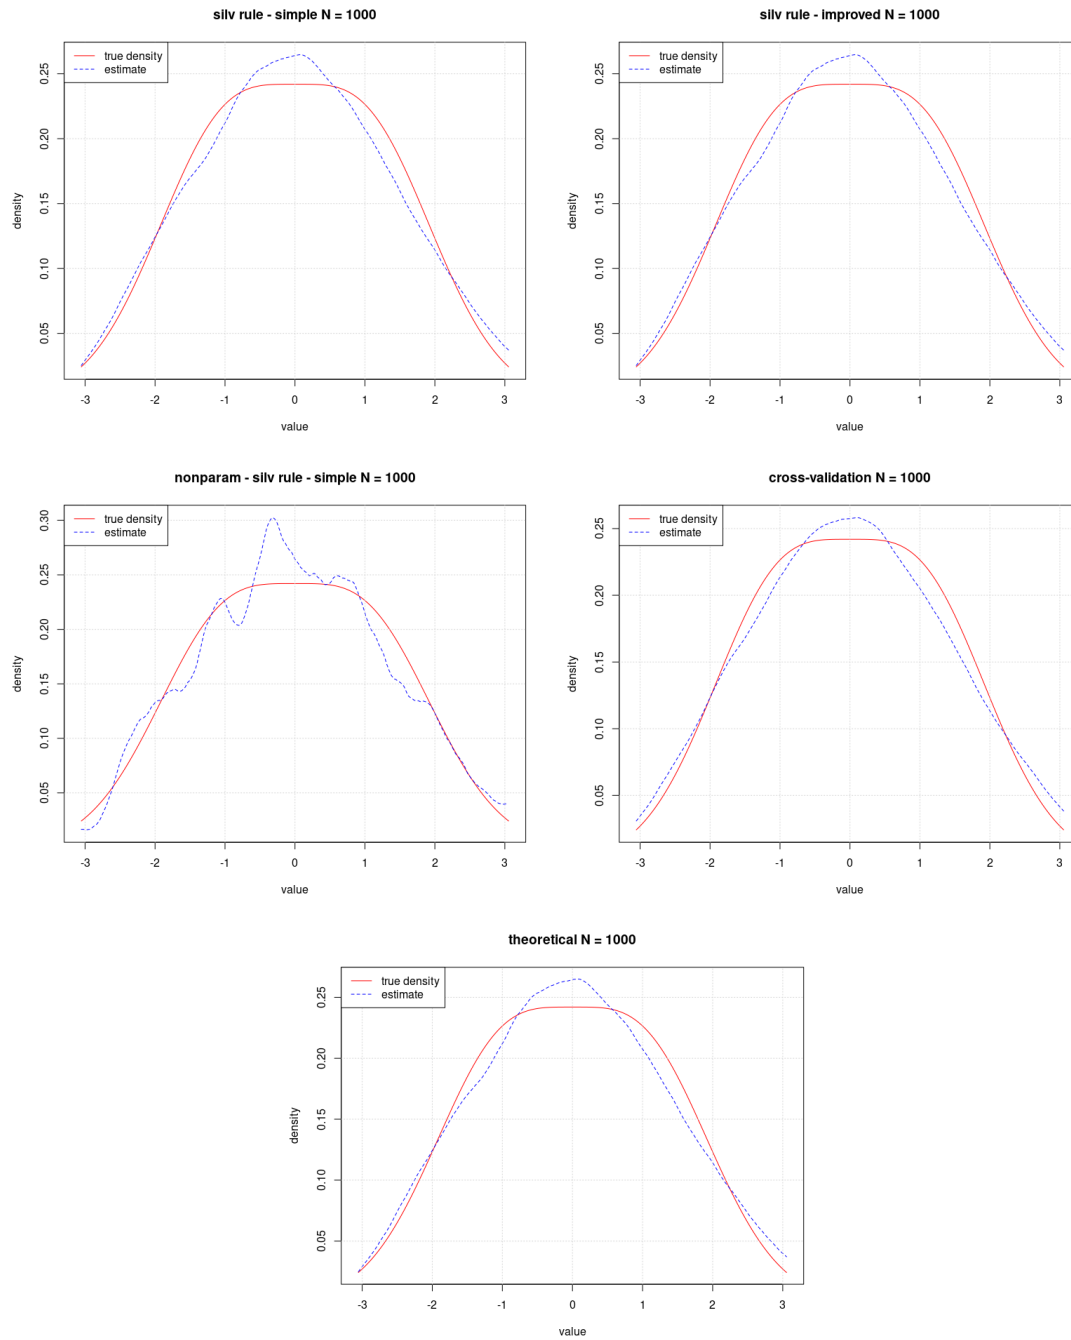 silv rule - simple N = 1000
true density
estimate
0.25
0.20
0.15
0.10
0.05
density
-3 -2 -1 0 1 2 3
value
silv rule - improved N = 1000
true density
estimate
0.25
0.20
0.15
0.10
0.05
density
-3 -2 -1 0 1 2 3
value
nonparam - silv rule - simple N = 1000
true density
estimate
0.30
0.25
0.20
0.15
0.10
0.05
density
-3 -2 -1 0 1 2 3
value
cross-validation N = 1000
true density
estimate
0.25
0.20
0.15
0.10
0.05
density
-3 -2 -1 0 1 2 3
value
theoretical N = 1000
true density
estimate
0.25
0.20
0.15
0.10
0.05
density
-3 -2 -1 0 1 2 3
value